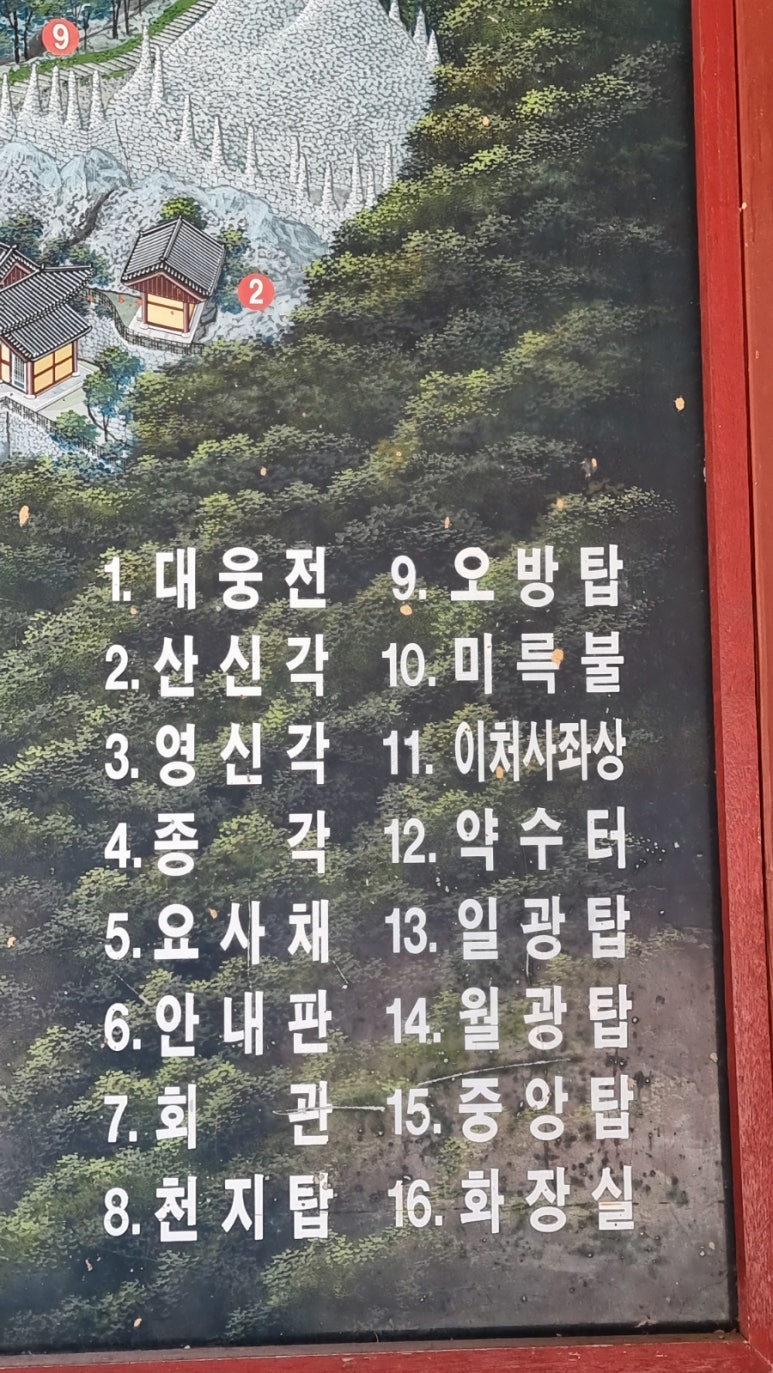 9
2
1. 대웅전
2. 산신각
3. 영신각
4. 종각
5. 요사채
6. 안내판
7. 회관
8. 천지탑
9. 오방탑
10. 미륵불
11. 이처사좌상
12. 약수터
13. 일광탑
14. 월광탑
15. 중앙탑
16. 화장실